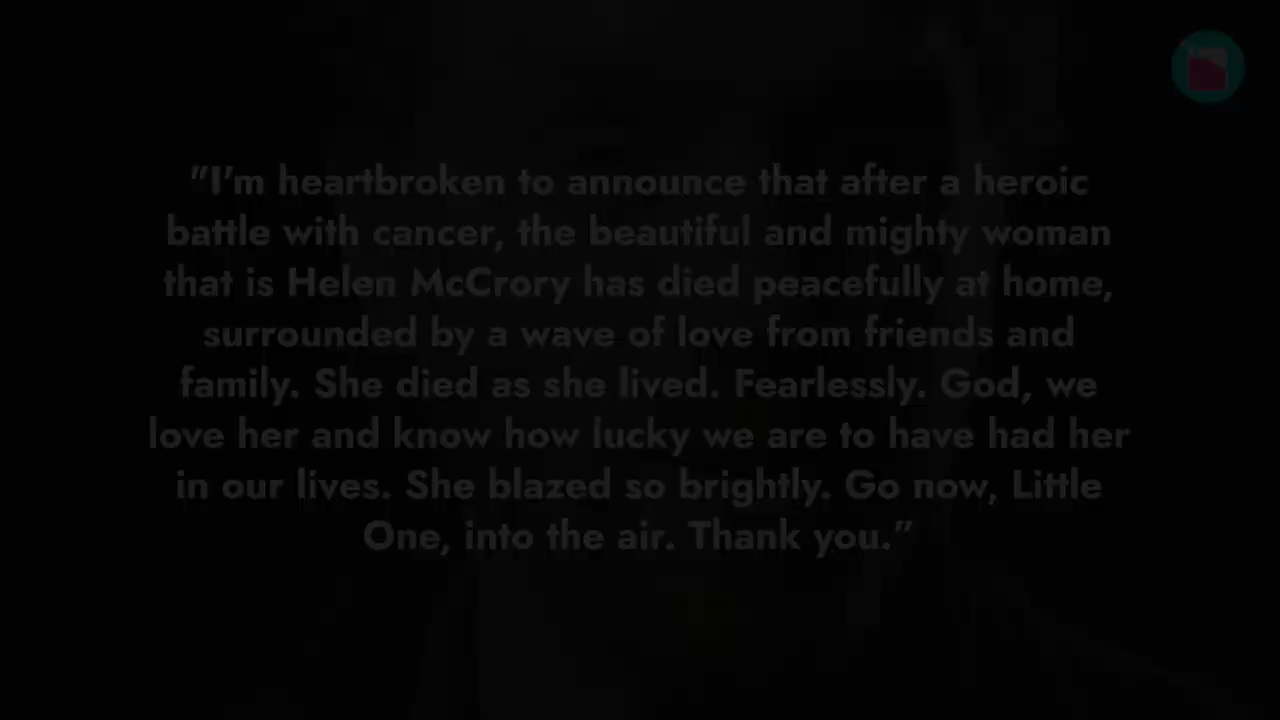 "I'm heartbroken to announce that after a heroic
battle with cancer, the beautiful and mighty woman
that is Helen McCrory has died peacefully at home,
surrounded by a wave of love from friends and
family. She died as she lived. Fearlessly. God, we
love her and know how lucky we are to have had her
in our lives. She blazed so brightly. Go now, Little
One, into the air. Thank you."